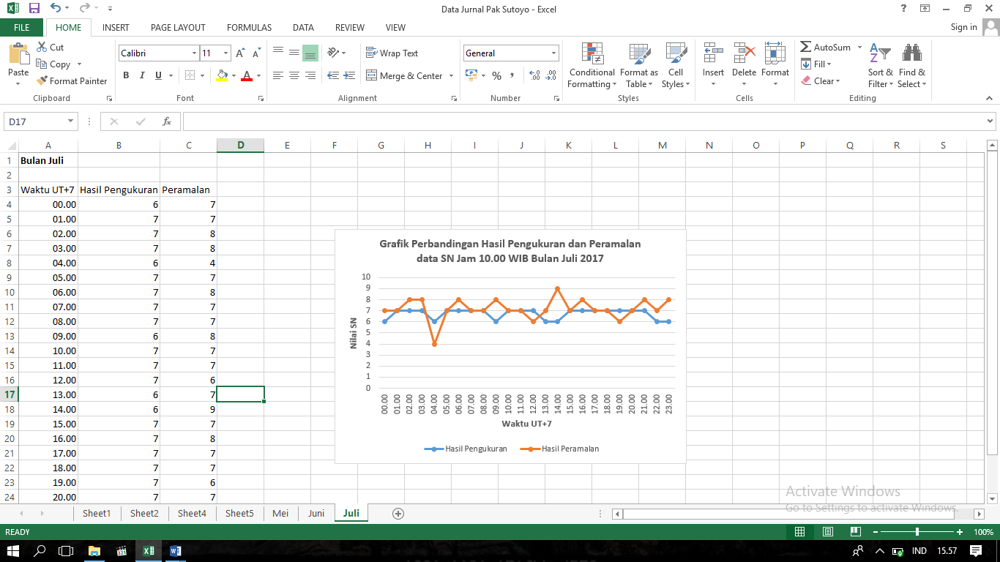 Data Jurnal Pak Sutoyo - Excel
?
FILE HOME INSERT PAGE LAYOUT FORMULAS DATA REVIEW VIEW Sign in
Cut
Copy
Format Painter
Paste
Calibri 11
B I U
Wrap Text
Merge & Center
General
%
Conditional Formatting
Format as Table
Cell Styles
Insert Delete Format
AutoSum
Fill
Clear
Sort & Filter
Find & Select
Clipboard Font Alignment Number Styles Cells Editing
D17 fx
A B C D E F G H I J K L M N O P Q R S
1 Bulan Juli
2
3 Waktu UT+7 Hasil Pengukuran Peramalan
4 00.00 6 7
5 01.00 7 7
6 02.00 7 8
7 03.00 7 8
8 04.00 6 4
9 05.00 7 7
10 06.00 7 8
11 07.00 7 7
12 08.00 7 7
13 09.00 6 8
14 10.00 7 7
15 11.00 7 7
16 12.00 7 6
17 13.00 6 7
18 14.00 6 9
19 15.00 7 7
20 16.00 7 8
21 17.00 7 7
22 18.00 7 7
23 19.00 7 6
24 20.00 7 7
Grafik Perbandingan Hasil Pengukuran dan Peramalan
data SN Jam 10.00 WIB Bulan Juli 2017
Nilai SN
10
9
8
7
6
5
4
3
2
1
0
00.00 01.00 02.00 03.00 04.00 05.00 06.00 07.00 08.00 09.00 10.00 11.00 12.00 13.00 14.00 15.00 16.00 17.00 18.00 19.00 20.00 21.00 22.00 23.00
Waktu UT+7
Hasil Pengukuran Hasil Peramalan
Activate Windows
Go to Settings to activate Windows.
Sheet1 Sheet2 Sheet4 Sheet5 Mei Juni Juli
READY 100%
IND 15.57